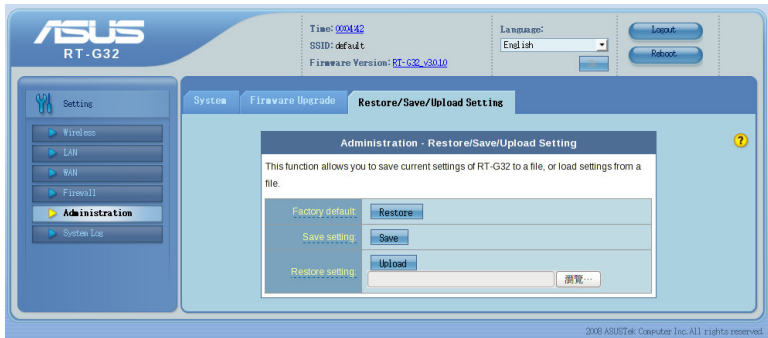 ASUS
RT-G32
Time: 00:04:42
SSID: default
Firmware Version: RT-G32_v3.0.1.0
Language:
English
Logout
Reboot
Setting
Wireless
LAN
WAN
Firewall
Administration
System Log
System
Firmware Upgrade
Restore/Save/Upload Setting
Administration - Restore/Save/Upload Setting
This function allows you to save current settings of RT-G32 to a file, or load settings from a
file.
Factory default:
Restore
Save setting:
Save
Restore setting:
Upload
瀏覽…
?
2008 ASUSTek Computer Inc. All rights reserved.